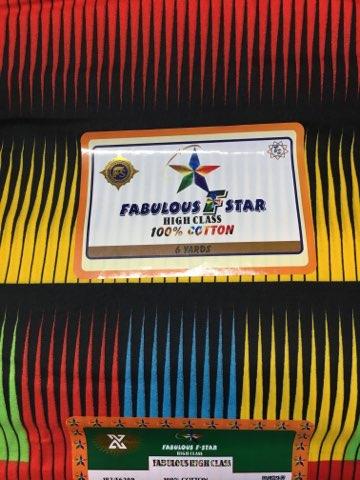 FABULOUS F STAR
HIGH CLASS
100% COTTON
6 YARDS
FABULOUS F-STAR
HIGH CLASS
FABULOUS HIGH CLASS
100% COTTON